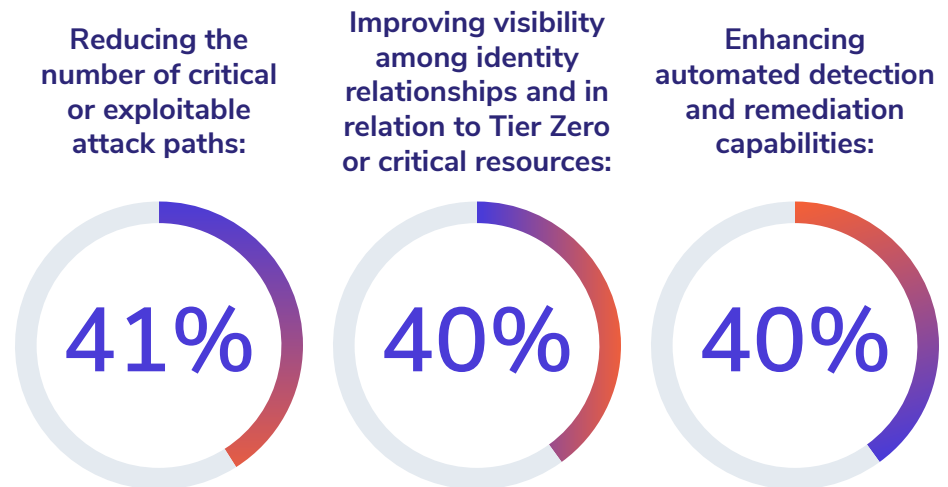 Reducing the
number of critical
or exploitable
attack paths:
41%
Improving visibility
among identity
relationships and in
relation to Tier Zero
or critical resources:
40%
Enhancing
automated detection
and remediation
capabilities:
40%